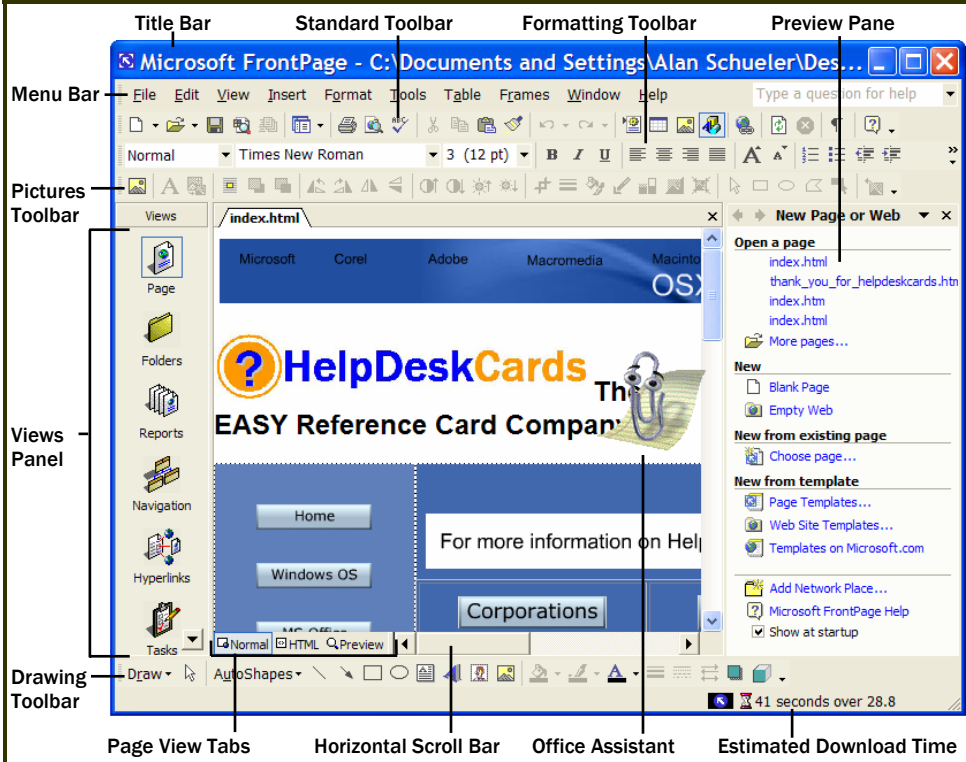 Title Bar
Standard Toolbar
Formatting Toolbar
Preview Pane
Microsoft FrontPage - C:\Documents and Settings\Alan Schueler\Des...
Menu Bar
File Edit View Insert Format Tools Table Frames Window Help
Type a question for help
Normal
Times New Roman
3 (12 pt)
B I U
Pictures
Toolbar
Views
index.html
New Page or Web
Microsoft Corel Adobe Macromedia Macinto
OSX
Page
Folders
Reports
Navigation
Hyperlinks
Tasks
Views
Panel
? HelpDeskCards
The
EASY Reference Card Company
Home
Windows OS
MS Office
For more information on Help
Corporations
Open a page
index.html
thank_you_for_helpdeskcards.htm
index.htm
index.html
More pages...
New
Blank Page
Empty Web
New from existing page
Choose page...
New from template
Page Templates...
Web Site Templates...
Templates on Microsoft.com
Add Network Place...
Microsoft FrontPage Help
Show at startup
Normal HTML Preview
Drawing
Toolbar
Draw AutoShapes
41 seconds over 28.8
Page View Tabs
Horizontal Scroll Bar
Office Assistant
Estimated Download Time